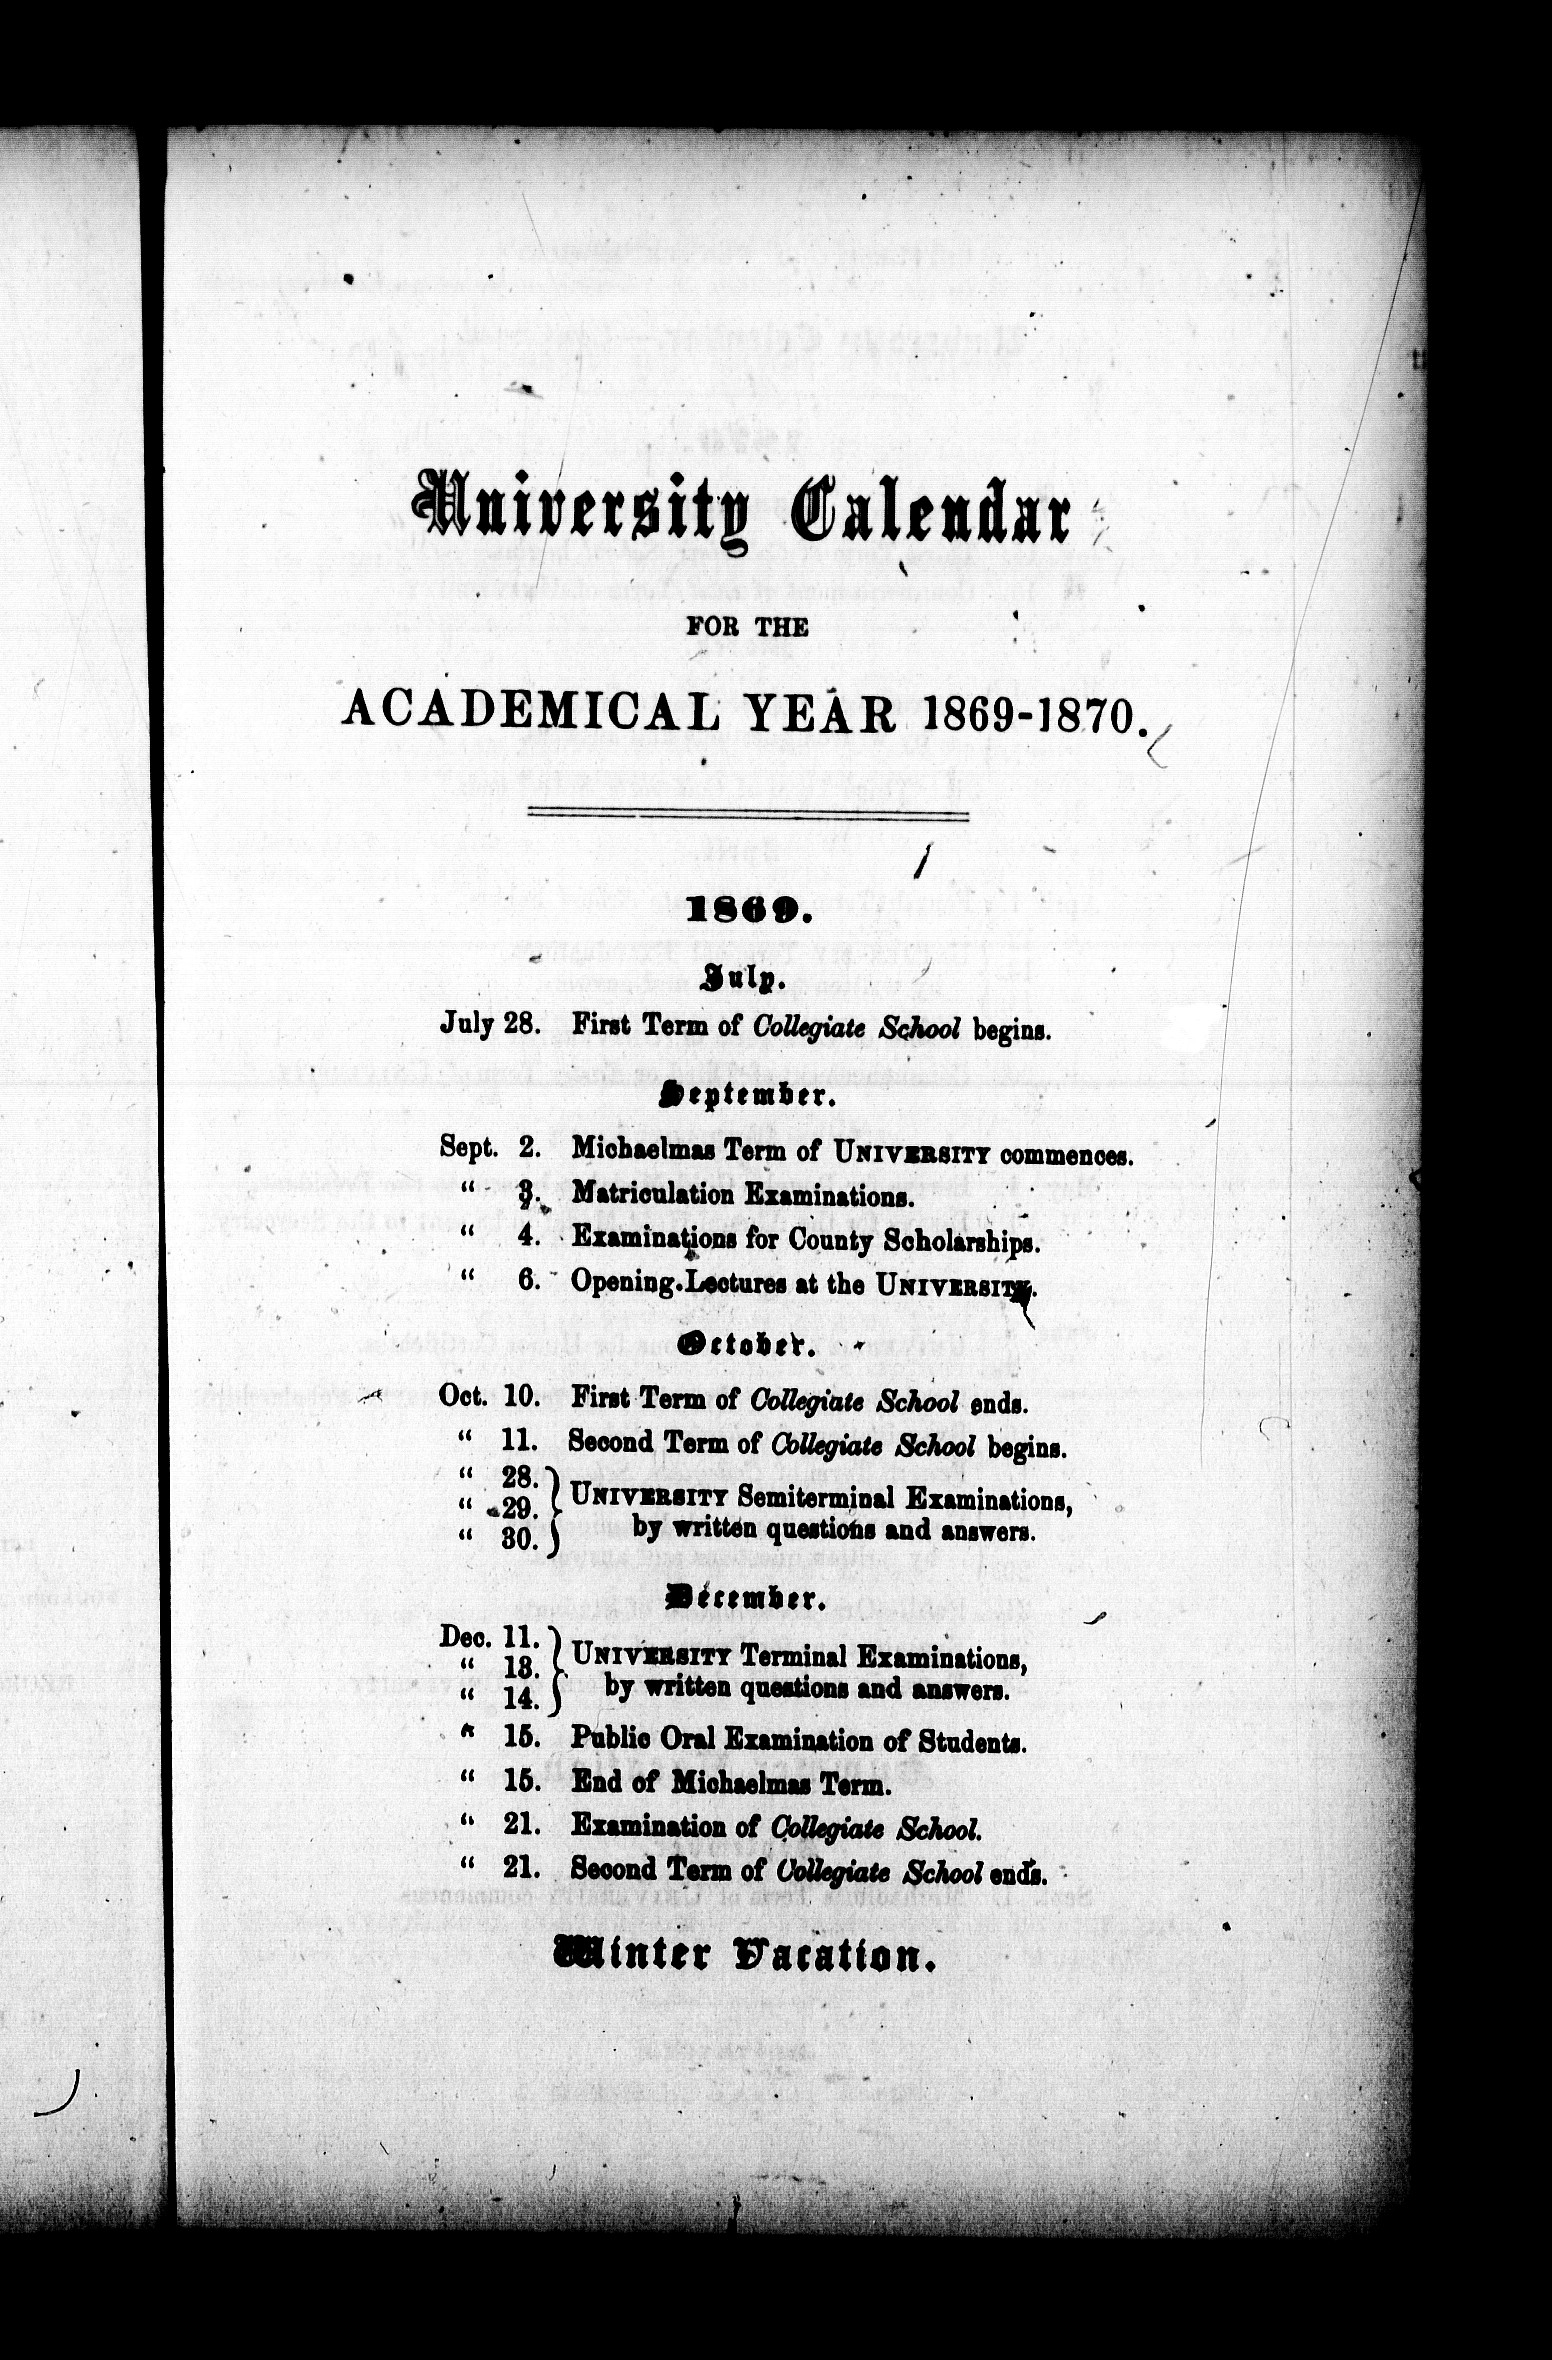 University Calendar
FOR THE
ACADEMICAL YEAR 1869-1870.
1869.
July.
July 28. First Term of Collegiate School begins.
September.
Sept. 2. Michaelmas Term of UNIVERSITY commences.
“ 3. Matriculation Examinations.
“ 4. Examinations for County Scholarships.
“ 6. Opening Lectures at the UNIVERSITY.
October.
Oct. 10. First Term of Collegiate School ends.
“ 11. Second Term of Collegiate School begins.
“ 28.
“ 29. UNIVERSITY Semiterminal Examinations,
“ 30. by written questions and answers.
December.
Dec. 11.
“ 13. UNIVERSITY Terminal Examinations,
“ 14. by written questions and answers.
“ 15. Public Oral Examination of Students.
“ 15. End of Michaelmas Term.
“ 21. Examination of Collegiate School.
“ 21. Second Term of Collegiate School ends.
Winter Vacation.